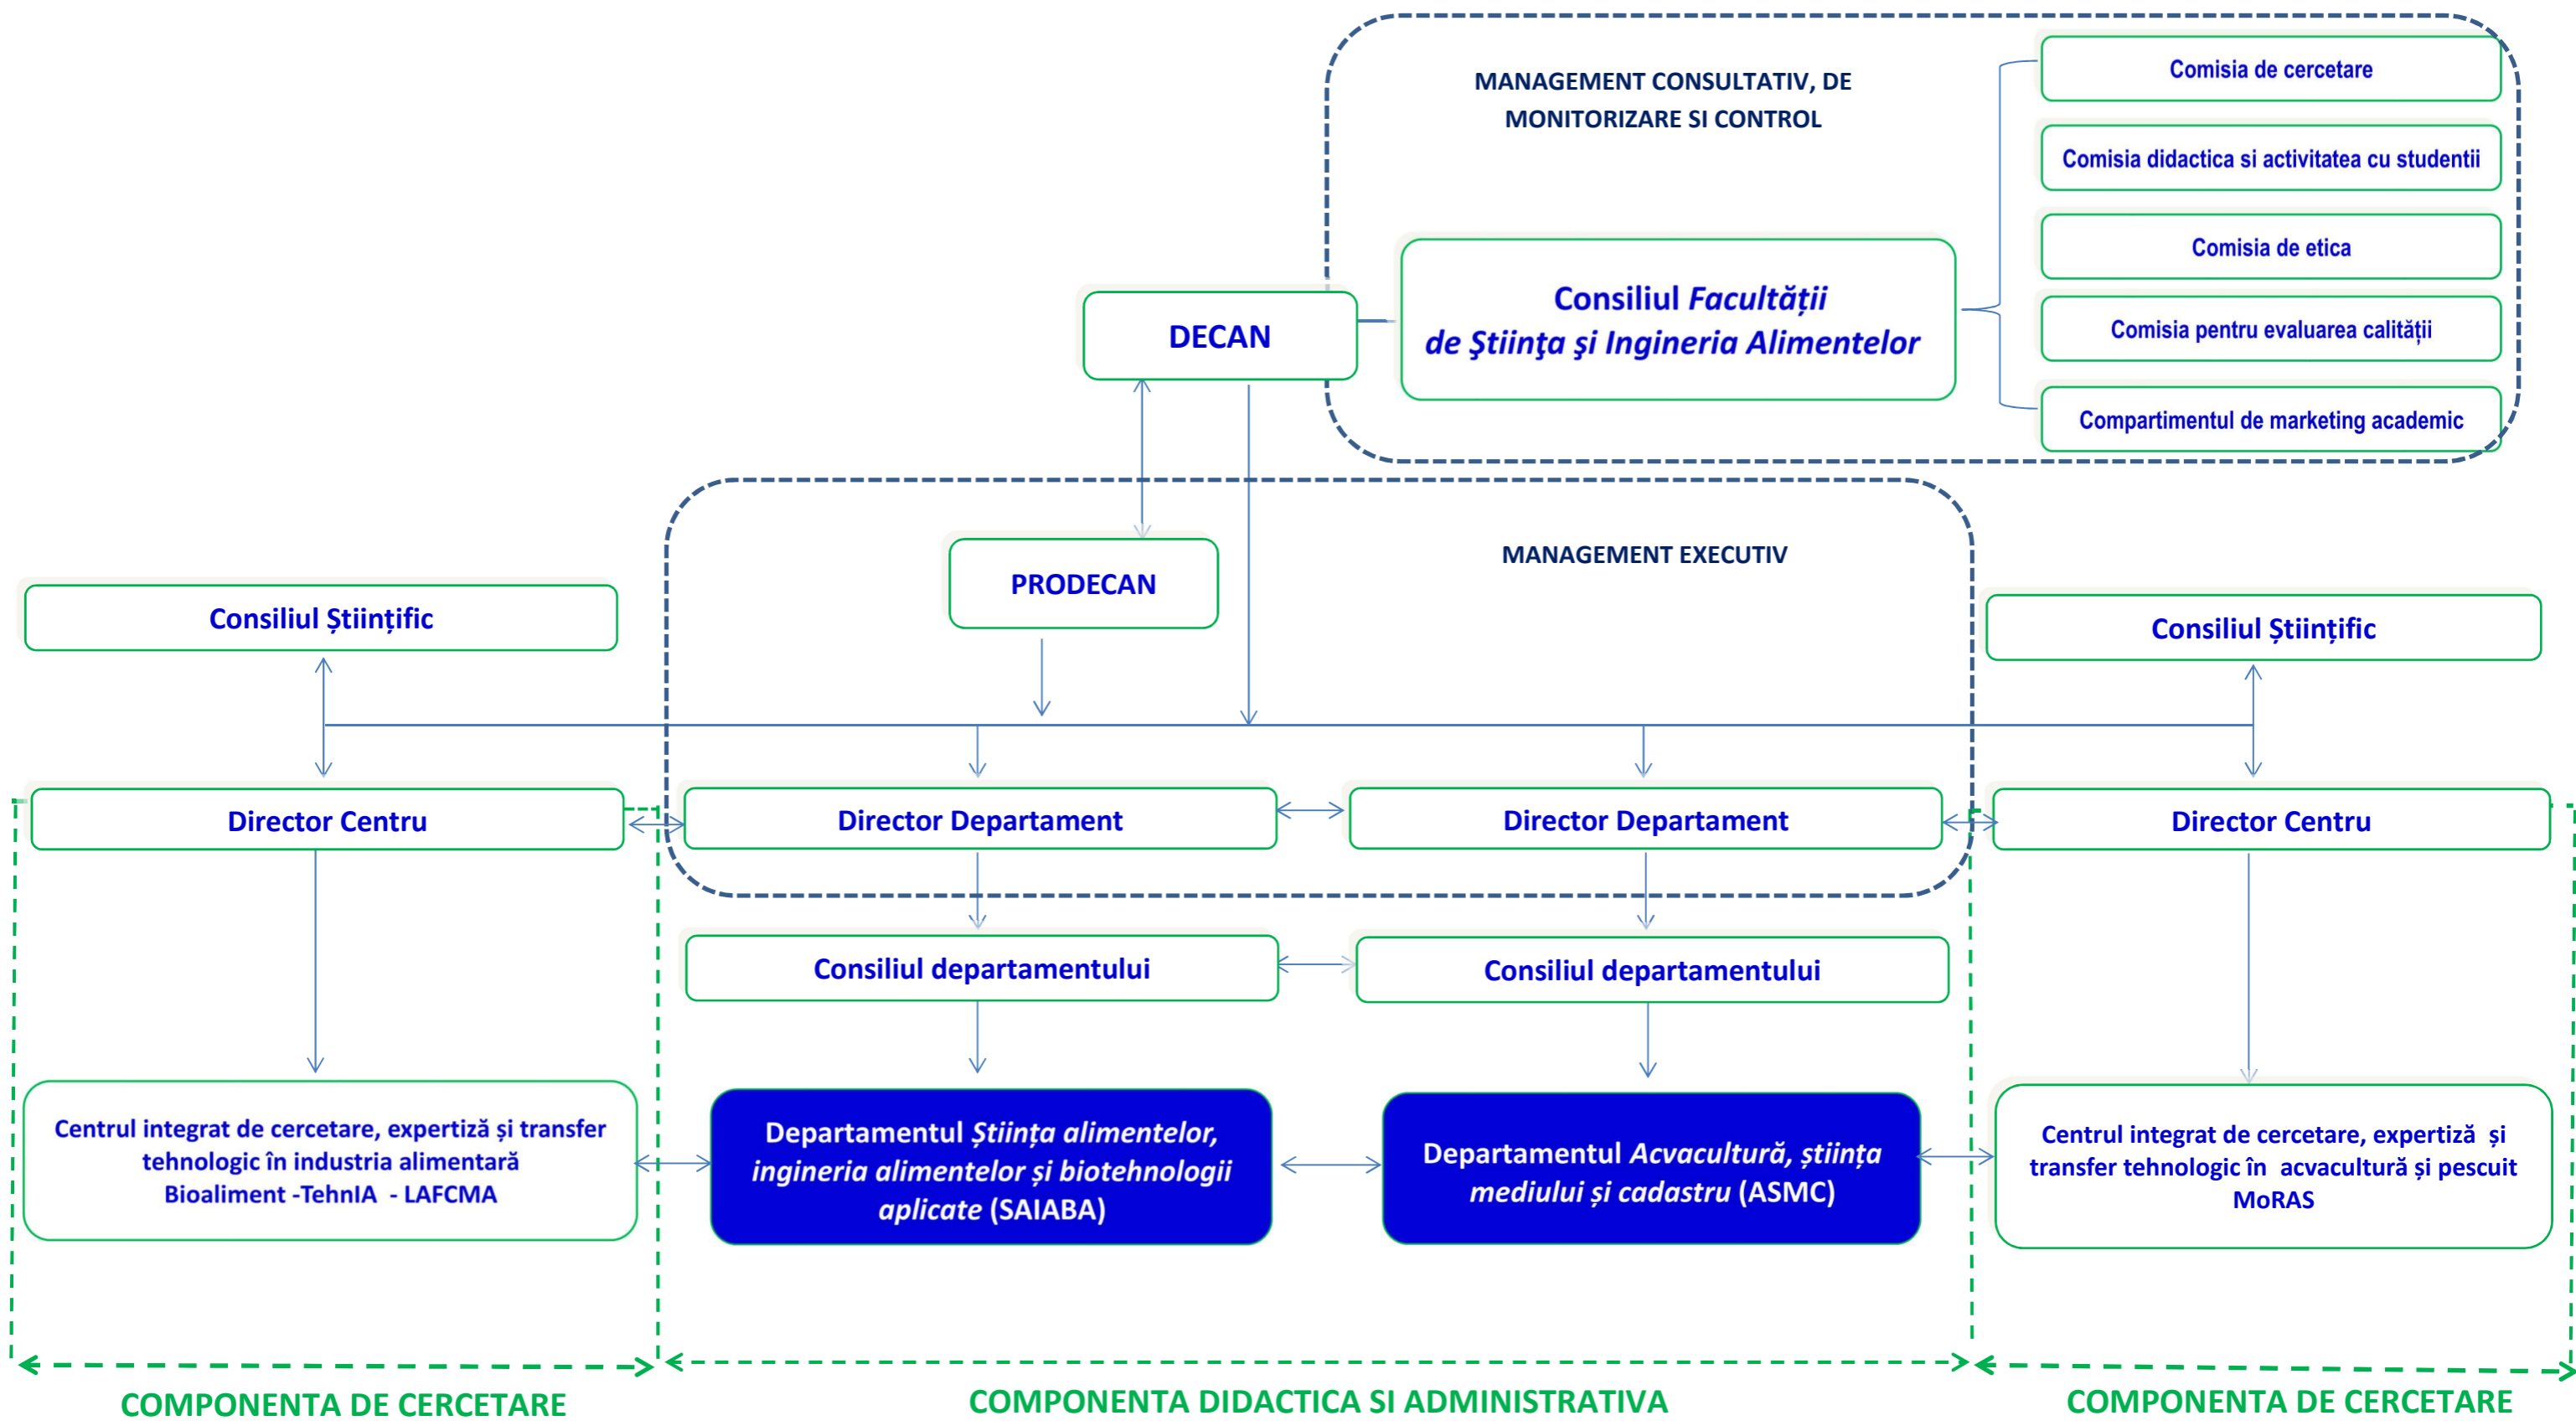 MANAGEMENT CONSULTATIV, DE
MONITORIZARE SI CONTROL
Comisia de cercetare
Comisia didactica si activitatea cu studentii
Comisia de etica
Comisia pentru evaluarea calității
Compartimentul de marketing academic
Consiliul Facultății
de Ştiinţa şi Ingineria Alimentelor
DECAN
MANAGEMENT EXECUTIV
PRODECAN
Consiliul Științific
Consiliul Științific
Director Centru
Director Departament
Director Departament
Director Centru
Consiliul departamentului
Consiliul departamentului
Centrul integrat de cercetare, expertiză și transfer
tehnologic în industria alimentară
Bioaliment -TehnIA - LAFCMA
Departamentul Știința alimentelor,
ingineria alimentelor și biotehnologii
aplicate (SAIABA)
Departamentul Acvacultură, știința
mediului și cadastru (ASMC)
Centrul integrat de cercetare, expertiză și
transfer tehnologic în acvacultură și pescuit
MoRAS
COMPONENTA DE CERCETARE
COMPONENTA DIDACTICA SI ADMINISTRATIVA
COMPONENTA DE CERCETARE